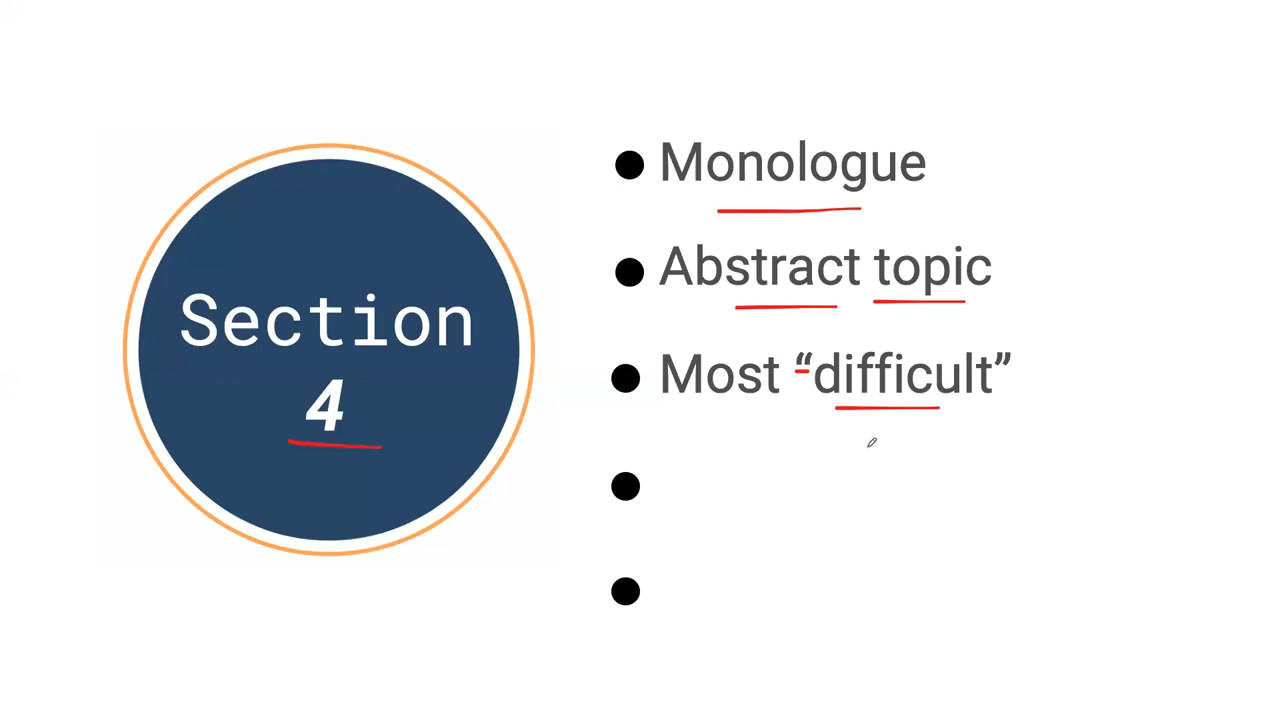 Section
4
Monologue
Abstract topic
Most “difficult”